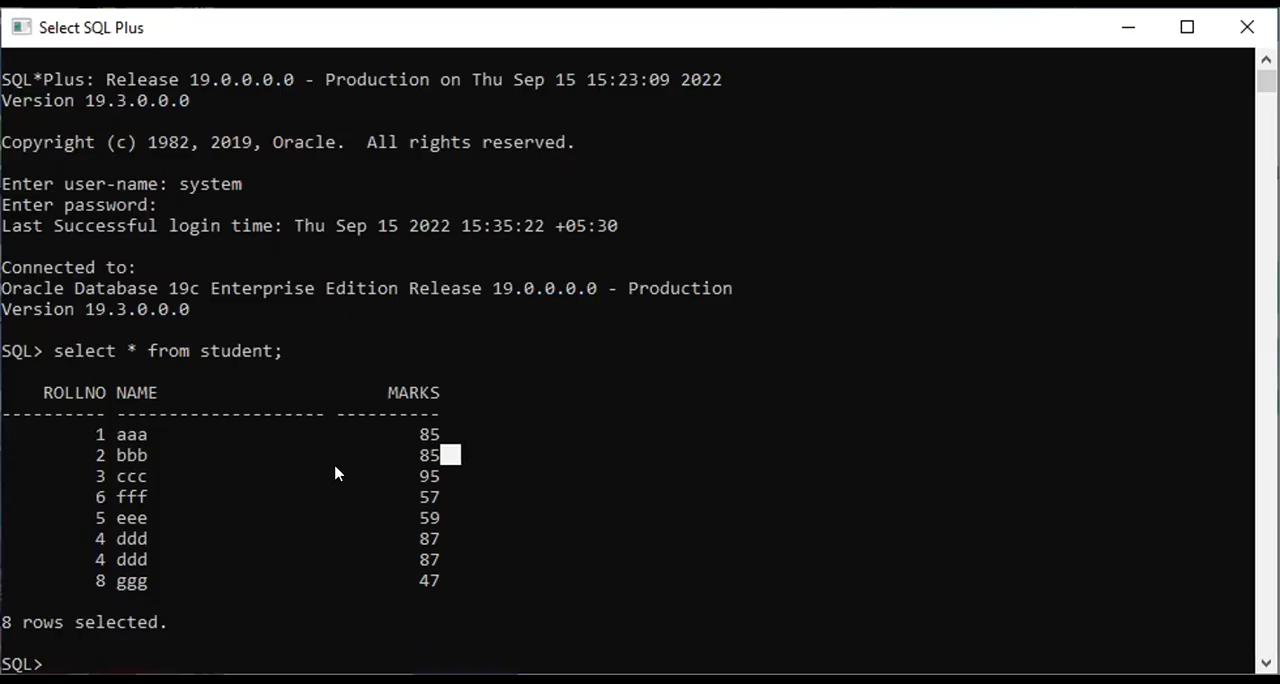 Select SQL Plus
SQL*Plus: Release 19.0.0.0.0 - Production on Thu Sep 15 15:23:09 2022
Version 19.3.0.0.0
Copyright (c) 1982, 2019, Oracle.  All rights reserved.
Enter user-name: system
Enter password:
Last Successful login time: Thu Sep 15 2022 15:35:22 +05:30
Connected to:
Oracle Database 19c Enterprise Edition Release 19.0.0.0.0 - Production
Version 19.3.0.0.0
SQL> select * from student;
    ROLLNO NAME                      MARKS
---------- -------------------- ----------
         1 aaa                          85
         2 bbb                          85
         3 ccc                          95
         6 fff                          57
         5 eee                          59
         4 ddd                          87
         4 ddd                          87
         8 ggg                          47
8 rows selected.
SQL>